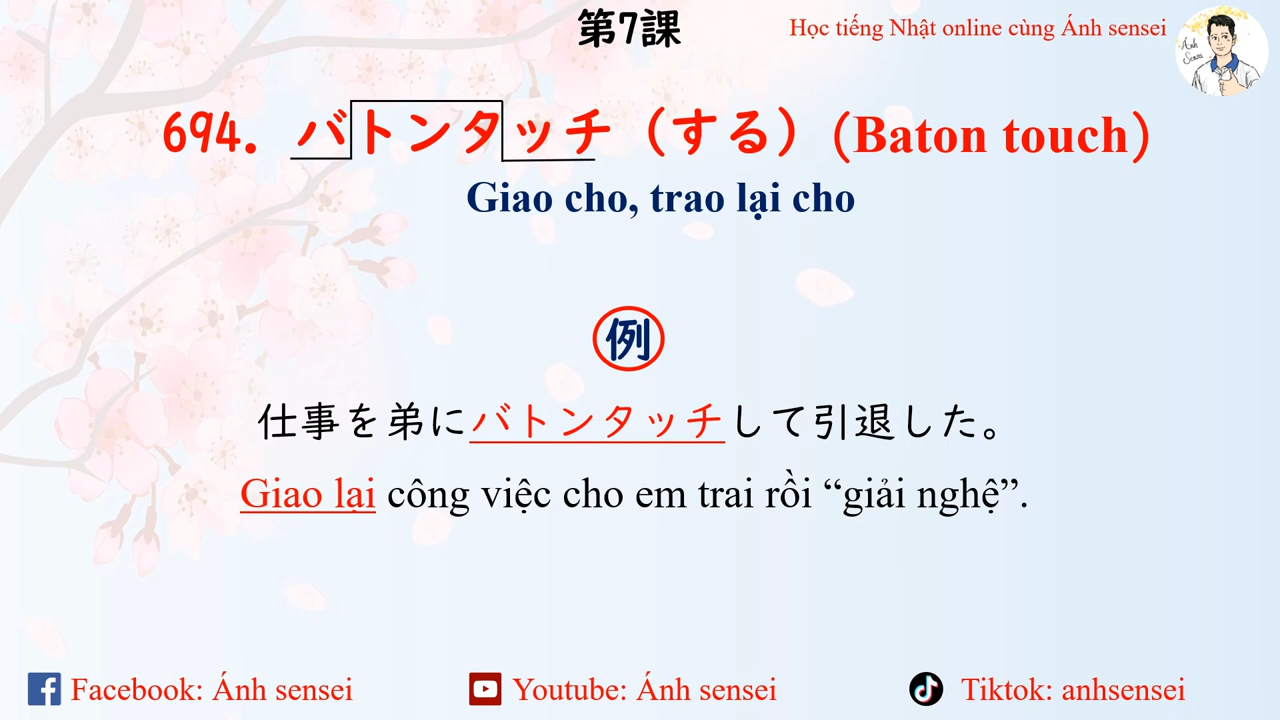 第7課
Học tiếng Nhật online cùng Ánh sensei
Ánh Sensei
694. バトンタッチ（する）(Baton touch)
Giao cho, trao lại cho
例
仕事を弟にバトンタッチして引退した。
Giao lại công việc cho em trai rồi “giải nghệ”.
Facebook: Ánh sensei
Youtube: Ánh sensei
Tiktok: anhsensei